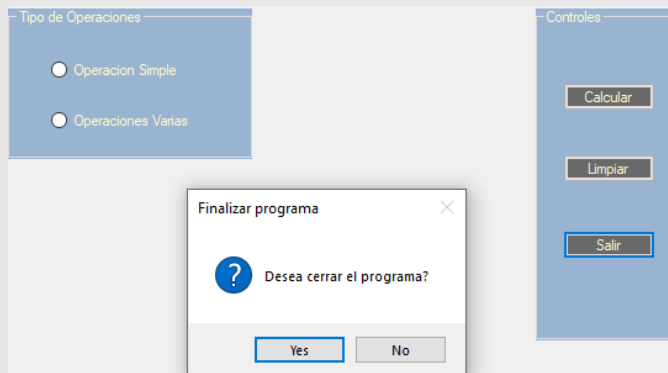 Tipo de Operaciones
Operacion Simple
Operaciones Varias
Controles
Calcular
Limpiar
Salir
Finalizar programa
Desea cerrar el programa?
Yes
No